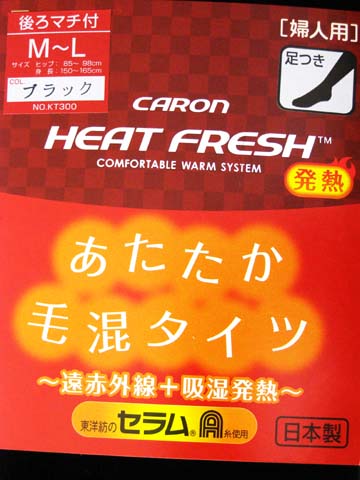 後ろマチ付
M～L
サイズ ヒップ：85～98cm
身長：150～165cm
COL
ブラック
NO.KT300
［婦人用］
足つき
CARON
HEAT FRESH™
COMFORTABLE WARM SYSTEM
発熱
あたたか
毛混タイツ
～遠赤外線＋吸湿発熱～
東洋紡のセラム®A糸使用
日本製